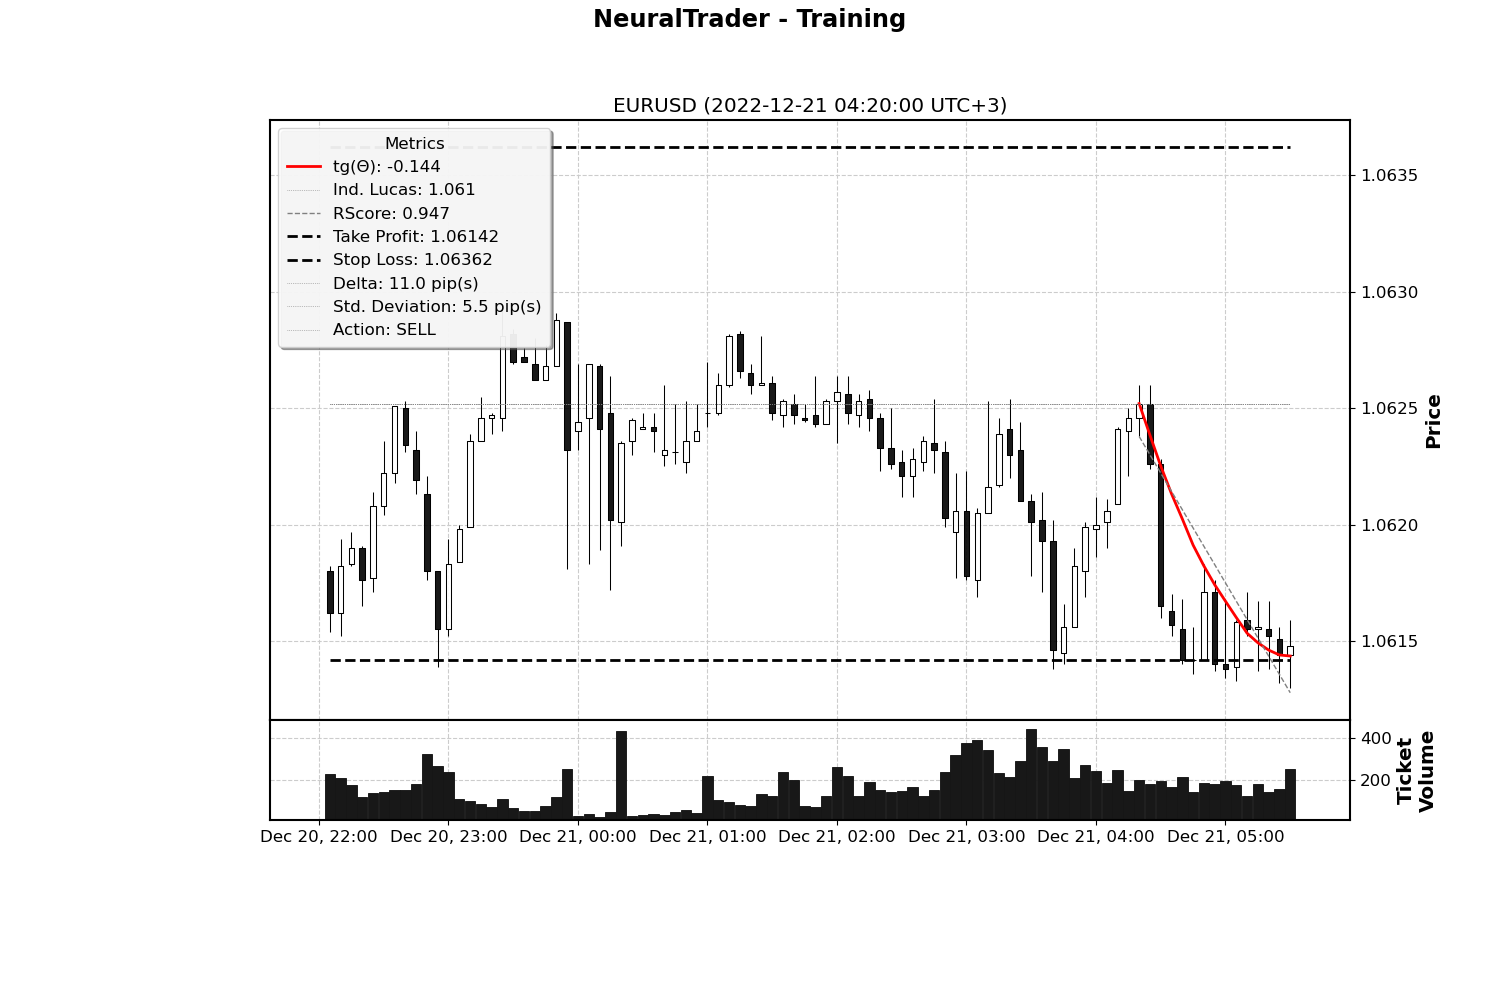 NeuralTrader - Training
EURUSD (2022-12-21 04:20:00 UTC+3)
Metrics
tg(Θ): -0.144
Ind. Lucas: 1.061
RScore: 0.947
Take Profit: 1.06142
Stop Loss: 1.06362
Delta: 11.0 pip(s)
Std. Deviation: 5.5 pip(s)
Action: SELL
1.0635
1.0630
1.0625
1.0620
1.0615
Price
400
200
Ticket
Volume
Dec 20, 22:00 Dec 20, 23:00 Dec 21, 00:00 Dec 21, 01:00 Dec 21, 02:00 Dec 21, 03:00 Dec 21, 04:00 Dec 21, 05:00